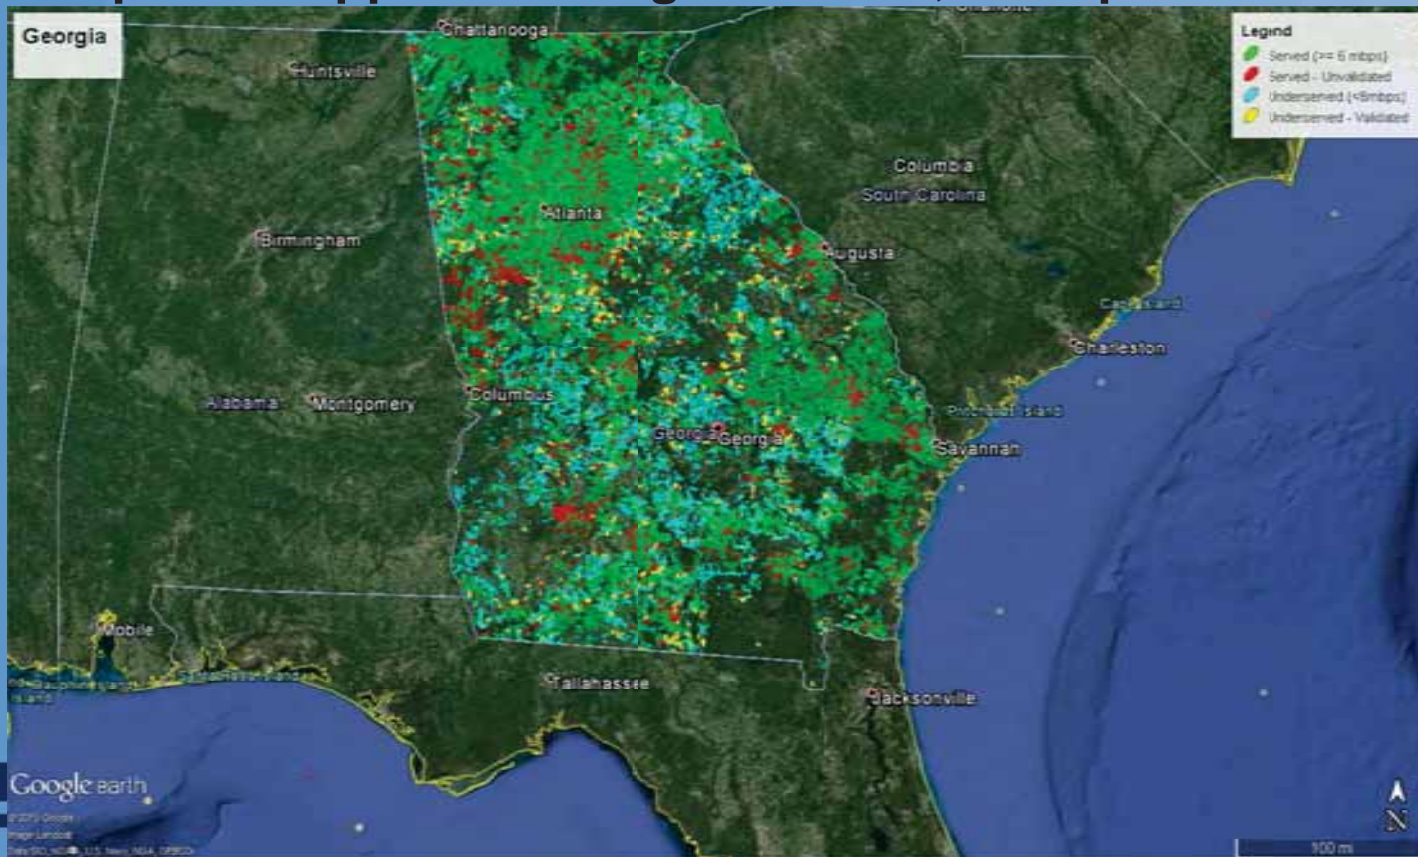 Georgia
Legend
Served (>= 6 mbps)
Served - Unvalidated
Underserved (<6mbps)
Underserved - Validated
Chattanooga
Huntsville
Columbia
South Carolina
Atlanta
Birmingham
Augusta
Charleston
Columbus
Alabama
Montgomery
Georgia
Georgia
Savannah
Mobile
Tallahassee
Jacksonville
Google earth
N
100 mi